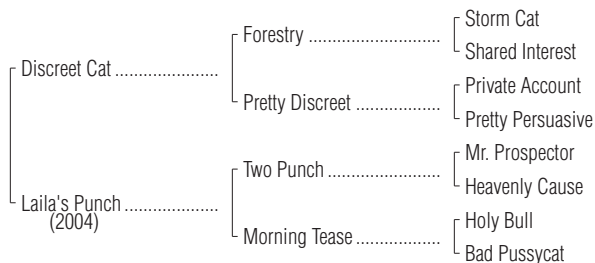 Storm Cat
Forestry ..............................
Shared Interest
Discreet Cat .......................
Private Account
Pretty Discreet ...................
Pretty Persuasive
Mr. Prospector
Two Punch .........................
Heavenly Cause
Laila's Punch .....................
(2004)
Holy Bull
Morning Tease ...................
Bad Pussycat